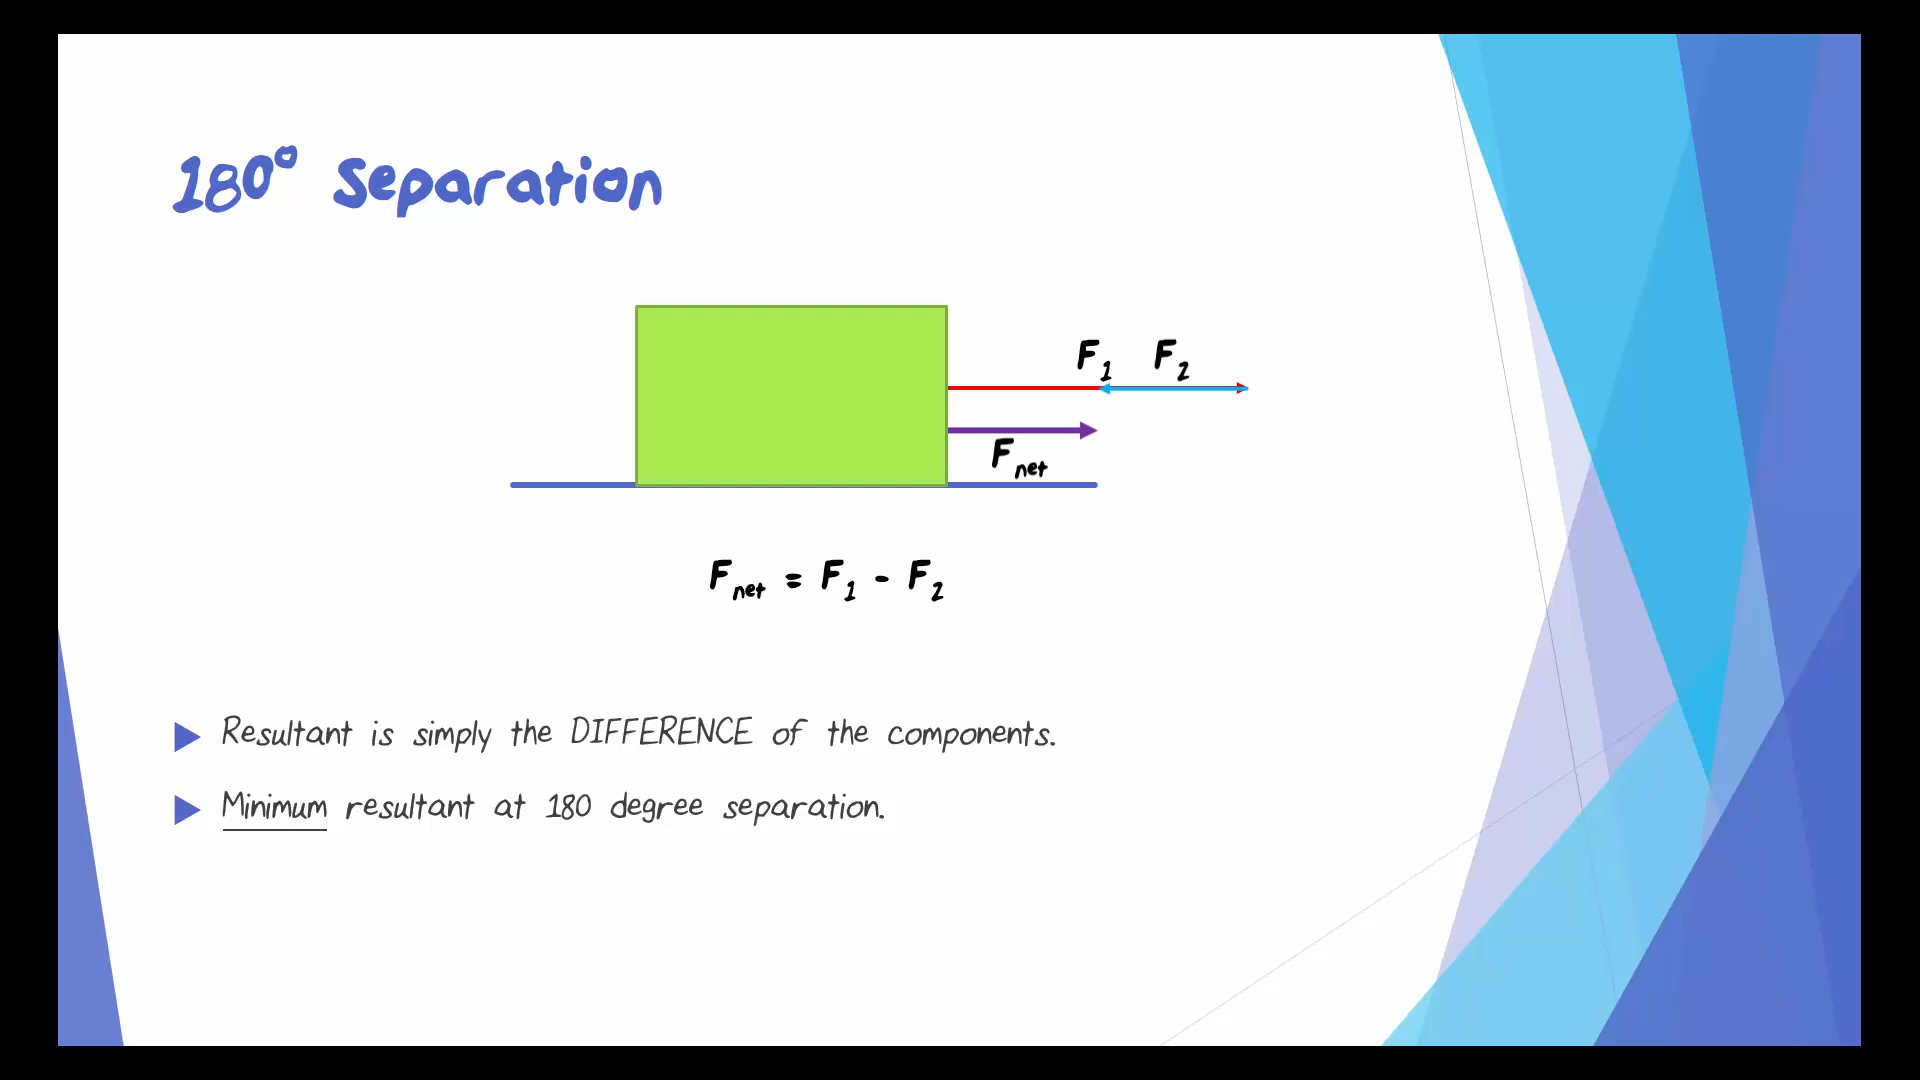 180° Separation
F₁ F₂
Fnet
Fnet = F₁ - F₂
Resultant is simply the DIFFERENCE of the components.
Minimum resultant at 180 degree separation.